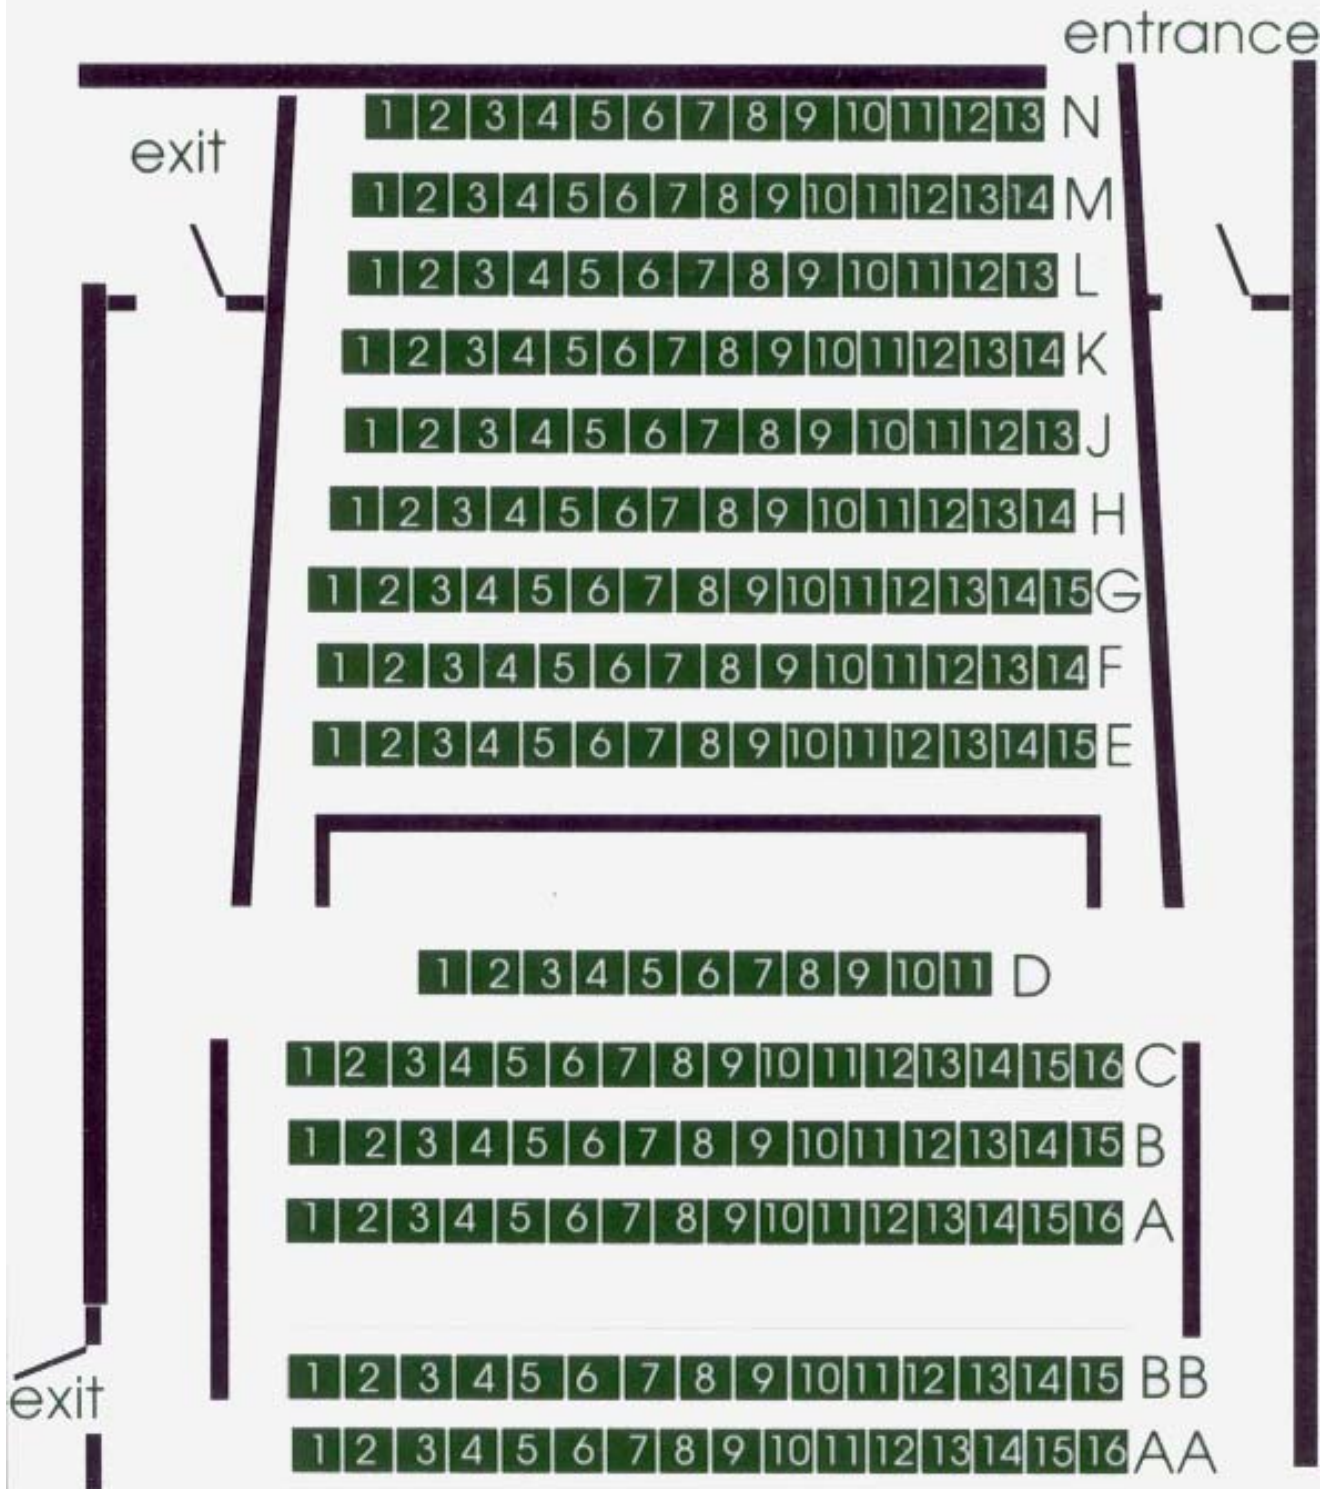 entrance
1 2 3 4 5 6 7 8 9 10 11 12 13 N
exit
1 2 3 4 5 6 7 8 9 10 11 12 13 14 M
1 2 3 4 5 6 7 8 9 10 11 12 13 L
1 2 3 4 5 6 7 8 9 10 11 12 13 14 K
1 2 3 4 5 6 7 8 9 10 11 12 13 J
1 2 3 4 5 6 7 8 9 10 11 12 13 14 H
1 2 3 4 5 6 7 8 9 10 11 12 13 14 15 G
1 2 3 4 5 6 7 8 9 10 11 12 13 14 F
1 2 3 4 5 6 7 8 9 10 11 12 13 14 15 E
1 2 3 4 5 6 7 8 9 10 11 D
1 2 3 4 5 6 7 8 9 10 11 12 13 14 15 16 C
1 2 3 4 5 6 7 8 9 10 11 12 13 14 15 B
1 2 3 4 5 6 7 8 9 10 11 12 13 14 15 16 A
1 2 3 4 5 6 7 8 9 10 11 12 13 14 15 BB
exit
1 2 3 4 5 6 7 8 9 10 11 12 13 14 15 16 AA